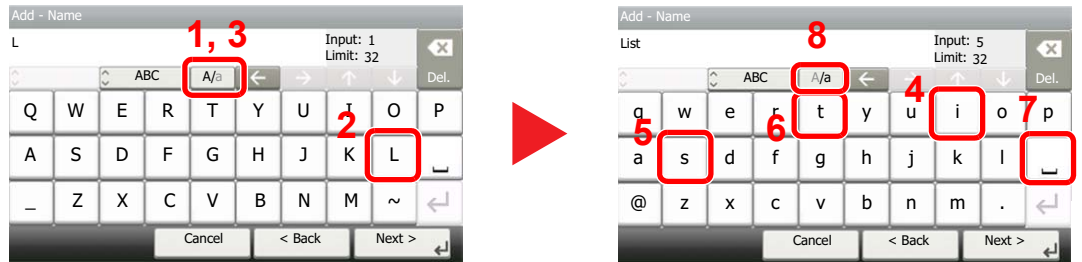 Add - Name
L
Input: 1
Limit: 32
1, 3
ABC
A/a
Del.
Q W E R T Y U I O P
2
A S D F G H J K L
_ Z X C V B N M ~
Cancel < Back Next >
Add - Name
List
8
Input: 5
Limit: 32
ABC
A/a
Del.
4
7
q w e r t y u i o p
5
6
a s d f g h j k l
@ z x c v b n m .
Cancel < Back Next >